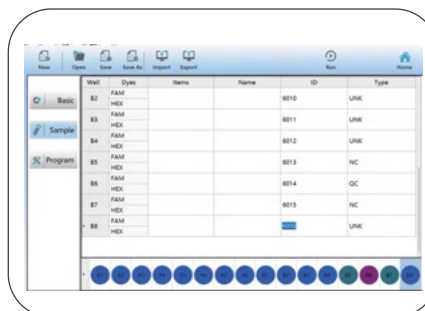 New Open Save Save As Import Export Run Home
Well Dyes Items Name ID Type
Basic
Sample
Program
B2 FAM HEX 6010 UNK
B3 FAM HEX 6011 UNK
B4 FAM HEX 6012 UNK
B5 FAM HEX 6013 NC
B6 FAM HEX 6014 QC
B7 FAM HEX 6015 NC
B8 FAM HEX UNK